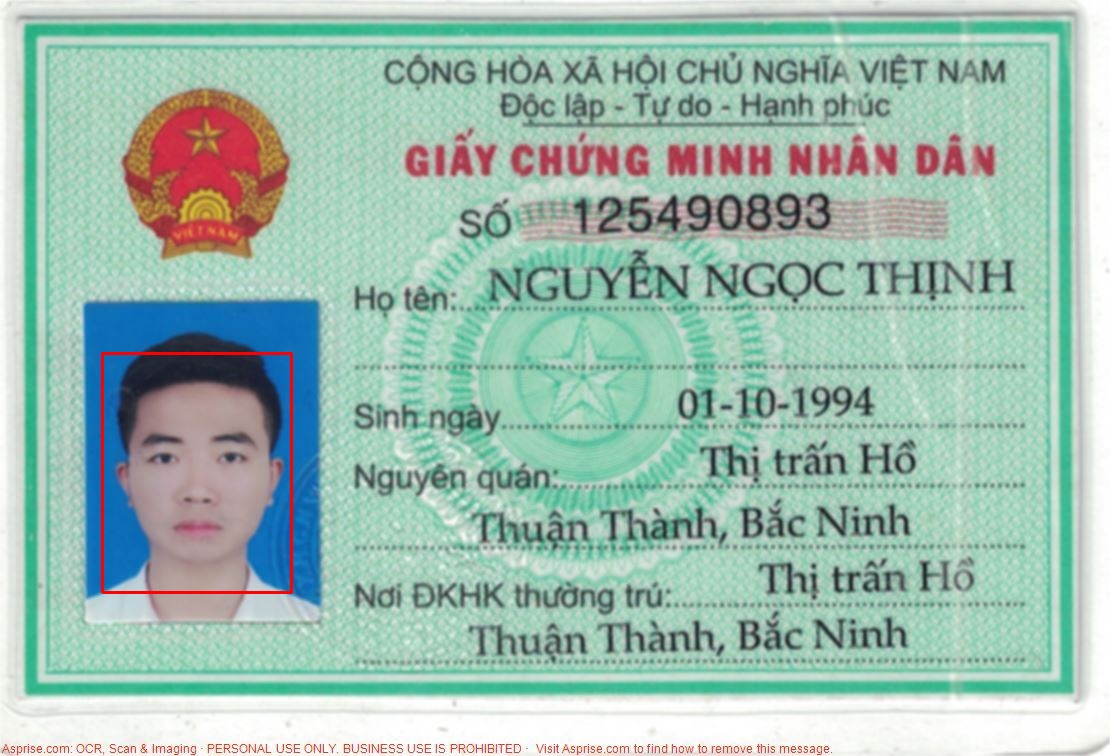 CỘNG HÒA XÃ HỘI CHỦ NGHĨA VIỆT NAM
Độc lập - Tự do - Hạnh phúc
GIẤY CHỨNG MINH NHÂN DÂN
SỐ 125490893
VIỆT NAM
Họ tên: NGUYỄN NGỌC THỊNH
Sinh ngày 01-10-1994
Nguyên quán: Thị trấn Hồ
Thuận Thành, Bắc Ninh
Nơi ĐKHK thường trú: Thị trấn Hồ
Thuận Thành, Bắc Ninh
Asprise.com: OCR, Scan & Imaging · PERSONAL USE ONLY. BUSINESS USE IS PROHIBITED · Visit Asprise.com to find how to remove this message.